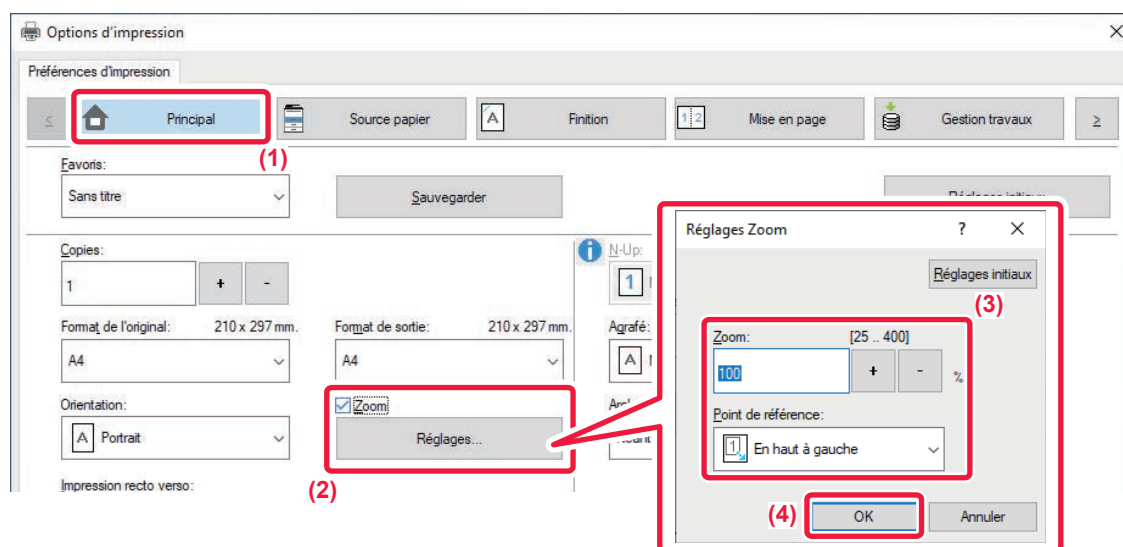 Options d'impression
Préférences d'impression
Principal
Source papier
Finition
Mise en page
Gestion travaux
(1)
Favoris:
Sans titre
Sauvegarder
Copies:
1
+ -
N-Up:
1
Format de l'original: 210 x 297 mm.
Format de sortie: 210 x 297 mm.
Agrafé:
A4
A4
Orientation:
Zoom
Portrait
Réglages...
(2)
Impression recto verso:
Réglages Zoom
?
Réglages initiaux
(3)
Zoom: [25 .. 400]
100
+ - %
Point de référence:
En haut à gauche
(4)
OK
Annuler